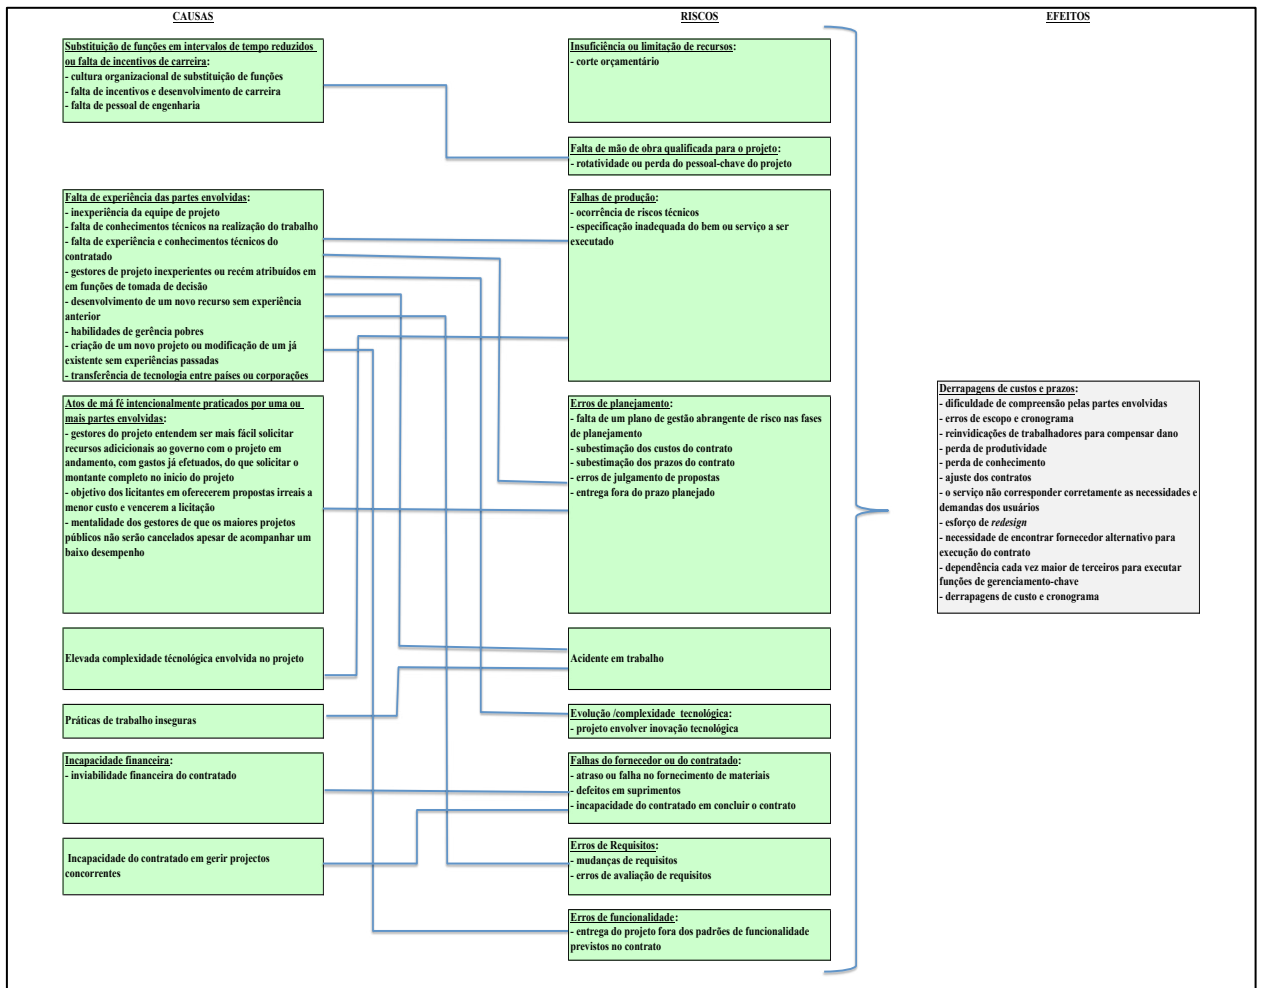 CAUSAS
Substituição de funções em intervalos de tempo reduzidos
ou falta de incentivos de carreira:
- cultura organizacional de substituição de funções
- falta de incentivos e desenvolvimento de carreira
- falta de pessoal de engenharia
Falta de experiência das partes envolvidas:
- inexperiência da equipe de projeto
- falta de conhecimentos técnicos na realização do trabalho
- falta de experiência e conhecimentos técnicos do
contratado
- gestores de projeto inexperientes ou recém atribuídos em
em funções de tomada de decisão
- desenvolvimento de um novo recurso sem experiência
anterior
- habilidades de gerência pobres
- criação de um novo projeto ou modificação de um já
existente sem experiências passadas
- transferência de tecnologia entre países ou corporações
Atos de má fé intencionalmente praticados por uma ou
mais partes envolvidas:
- gestores do projeto entendem ser mais fácil solicitar
recursos adicicionais ao governo com o projeto em
andamento, com gastos já efetuados, do que solicitar o
montante completo no inicio do projeto
- objetivo dos licitantes em oferecerem propostas irreais a
menor custo e vencerem a licitação
- mentalidade dos gestores de que os maiores projetos
públicos não serão cancelados apesar de acompanhar um
baixo desempenho
Elevada complexidade técnológica envolvida no projeto
Práticas de trabalho inseguras
Incapacidade financeira:
- inviabilidade financeira do contratado
Incapacidade do contratado em gerir projectos
concorrentes
RISCOS
Insuficiência ou limitação de recursos:
- corte orçamentário
Falta de mão de obra qualificada para o projeto:
- rotatividade ou perda do pessoal-chave do projeto
Falhas de produção:
- ocorrência de riscos técnicos
- especificação inadequada do bem ou serviço a ser
executado
Erros de planejamento:
- falta de um plano de gestão abrangente de risco nas fases
de planejamento
- subestimação dos custos do contrato
- subestimação dos prazos do contrato
- erros de julgamento de propostas
- entrega fora do prazo planejado
Acidente em trabalho
Evolução /complexidade tecnológica:
- projeto envolver inovação tecnológica
Falhas do fornecedor ou do contratado:
- atraso ou falha no fornecimento de materiais
- defeitos em suprimentos
- incapacidade do contratado em concluir o contrato
Erros de Requisitos:
- mudanças de requisitos
- erros de avaliação de requisitos
Erros de funcionalidade:
- entrega do projeto fora dos padrões de funcionalidade
previstos no contrato
EFEITOS
Derrapagens de custos e prazos:
- dificuldade de compreensão pelas partes envolvidas
- erros de escopo e cronograma
- reinvidicações de trabalhadores para compensar dano
- perda de produtividade
- perda de conhecimento
- ajuste dos contratos
- o serviço não corresponder corretamente as necessidades e
demandas dos usuários
- esforço de redesign
- necessidade de encontrar fornecedor alternativo para
execução do contrato
- dependência cada vez maior de terceiros para executar
funções de gerenciamento-chave
- derrapagens de custo e cronograma